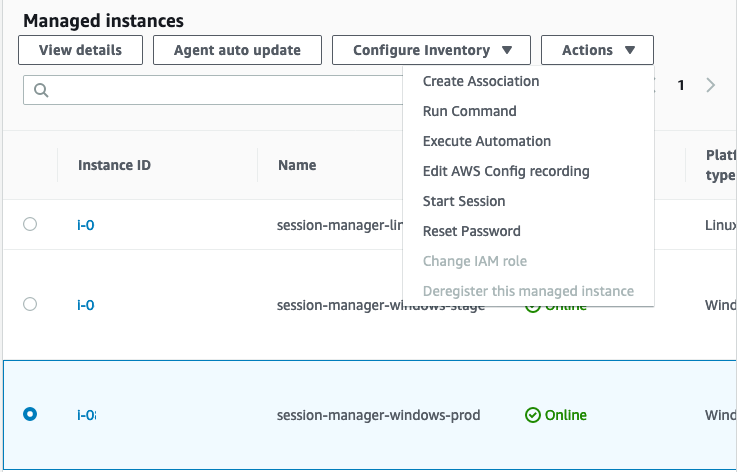 Managed instances
View details
Agent auto update
Configure Inventory
Actions
Create Association
1
Run Command
Execute Automation
Edit AWS Config recording
Start Session
Reset Password
Change IAM role
Deregister this managed instance
Instance ID
Name
Platf
type
i-0
session-manager-lin
Linux
i-0
session-manager-windows-stage
Online
Wind
i-08
session-manager-windows-prod
Online
Wind